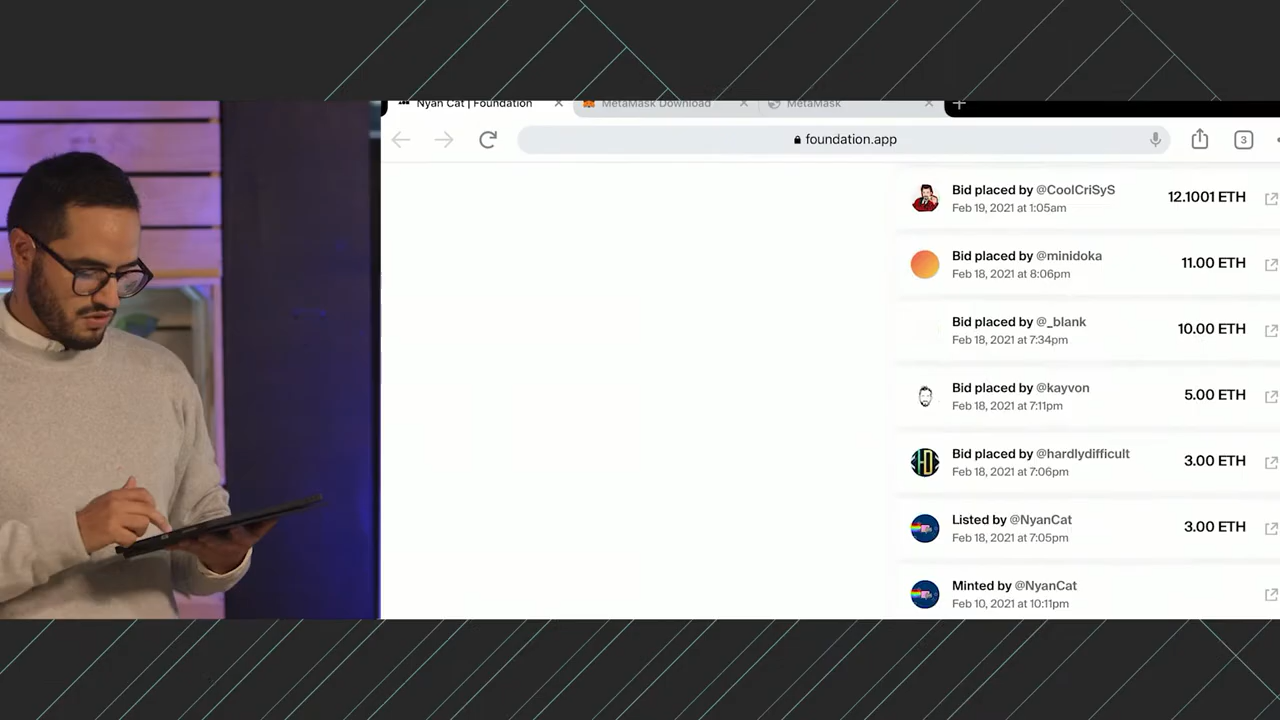 Nyan Cat | Foundation
MetaMask Download
MetaMask
foundation.app
3
Bid placed by @CoolCriSyS
12.1001 ETH
Feb 19, 2021 at 1:05am
Bid placed by @minidoka
11.00 ETH
Feb 18, 2021 at 8:06pm
Bid placed by @_blank
10.00 ETH
Feb 18, 2021 at 7:34pm
Bid placed by @kayvon
5.00 ETH
Feb 18, 2021 at 7:11pm
Bid placed by @hardlydifficult
3.00 ETH
Feb 18, 2021 at 7:06pm
Listed by @NyanCat
3.00 ETH
Feb 18, 2021 at 7:05pm
Minted by @NyanCat
Feb 10, 2021 at 10:11pm